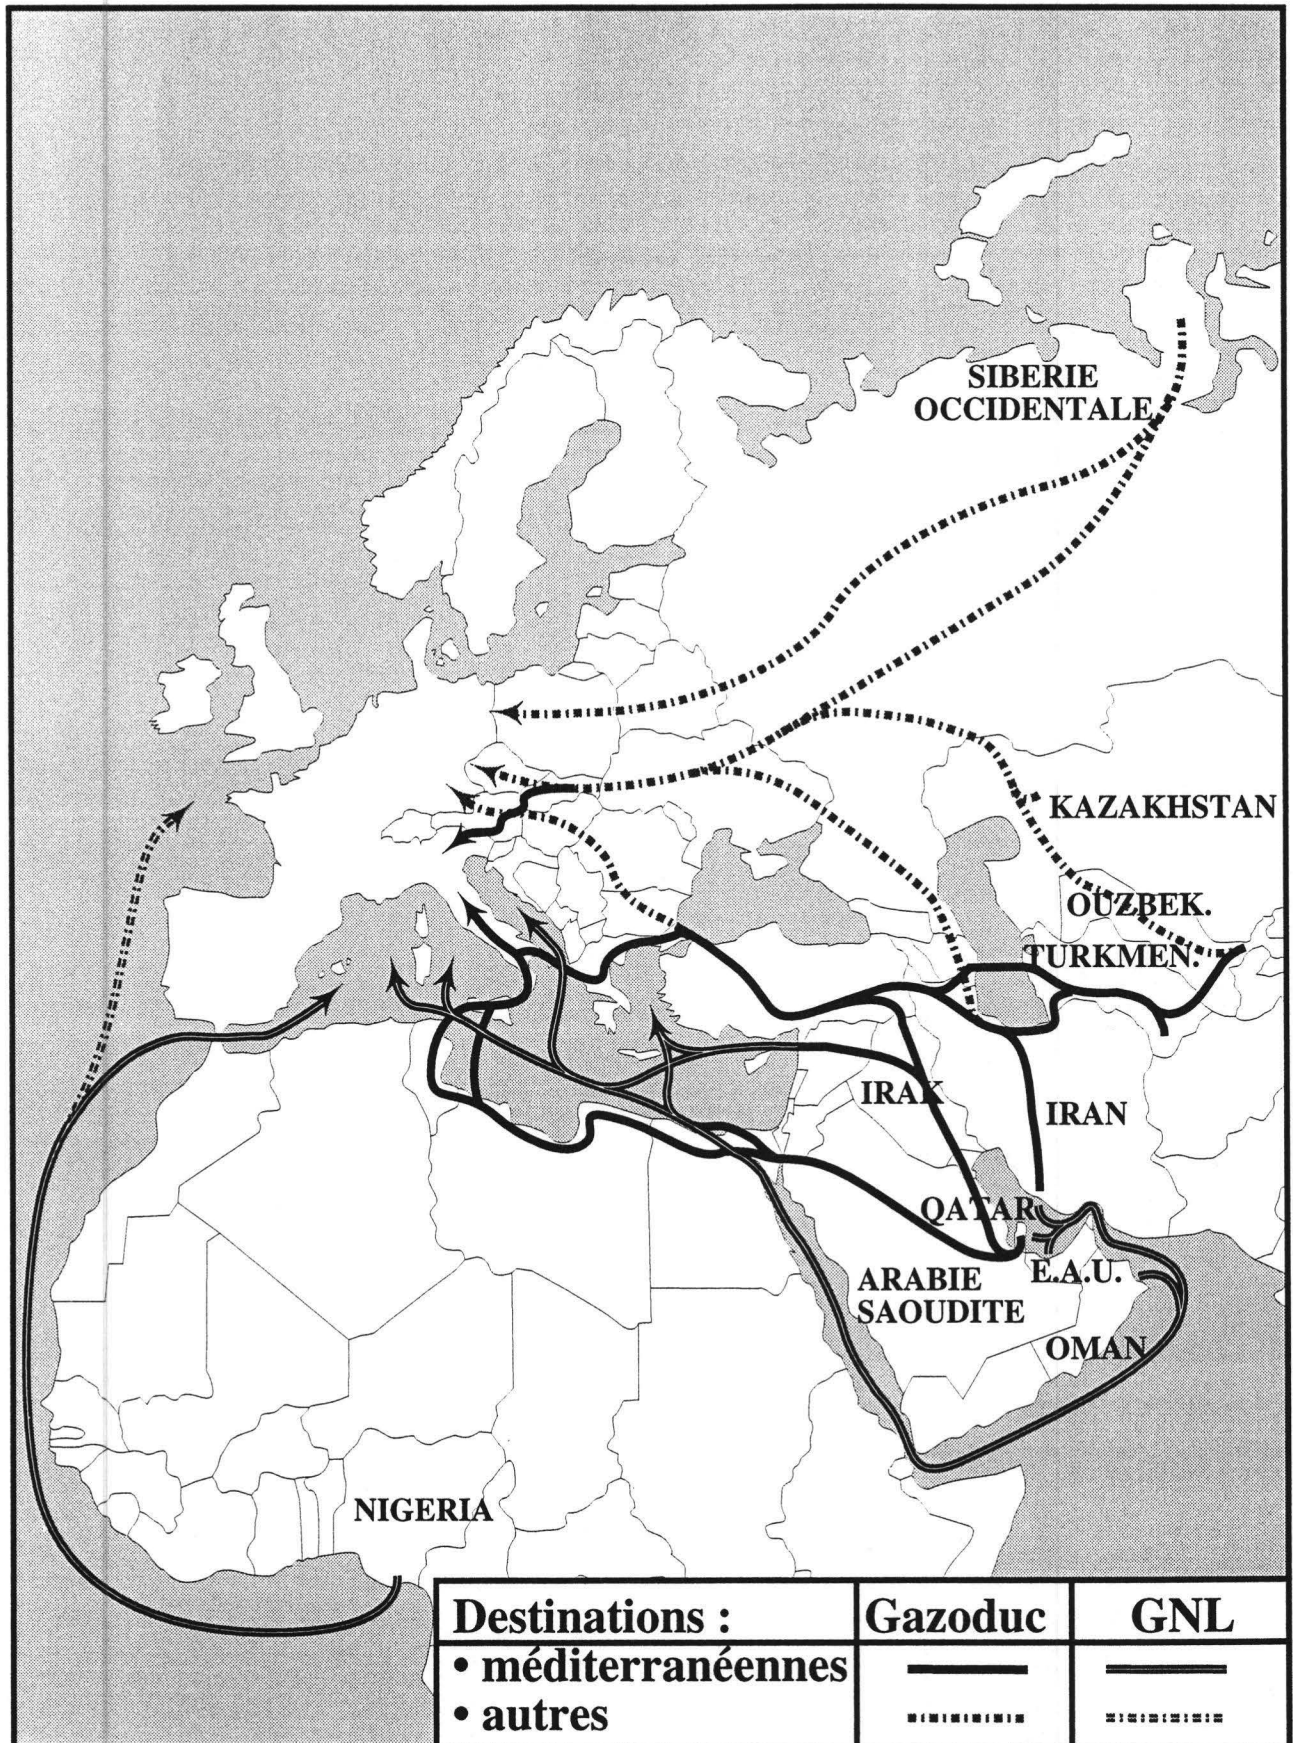 SIBERIE
OCCIDENTALE
KAZAKHSTAN
OUZBEK.
TURKMEN.
IRAK
IRAN
QATAR
E.A.U.
ARABIE
SAOUDITE
OMAN
NIGERIA
Destinations : Gazoduc GNL
• méditerranéennes
• autres